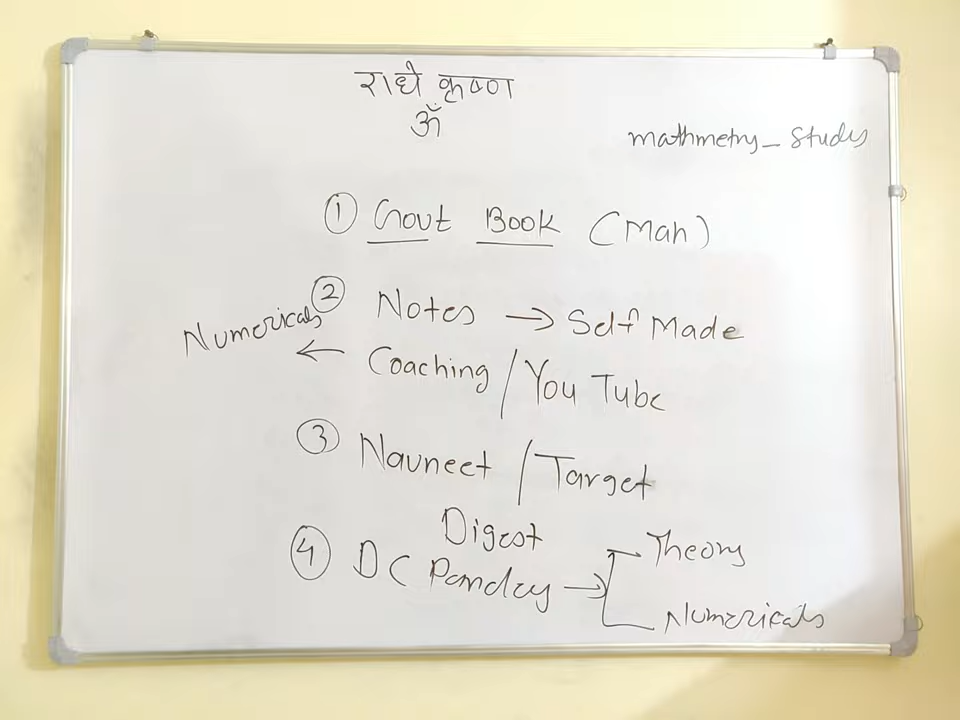 राधे कृष्ण
ॐ
mathmetry_study
① Govt Book (Mah)
② Notes → Self Made
Numericals ← Coaching / You Tube
③ Navneet / Target
Digest
④ DC Pandey → Theory
Numericals